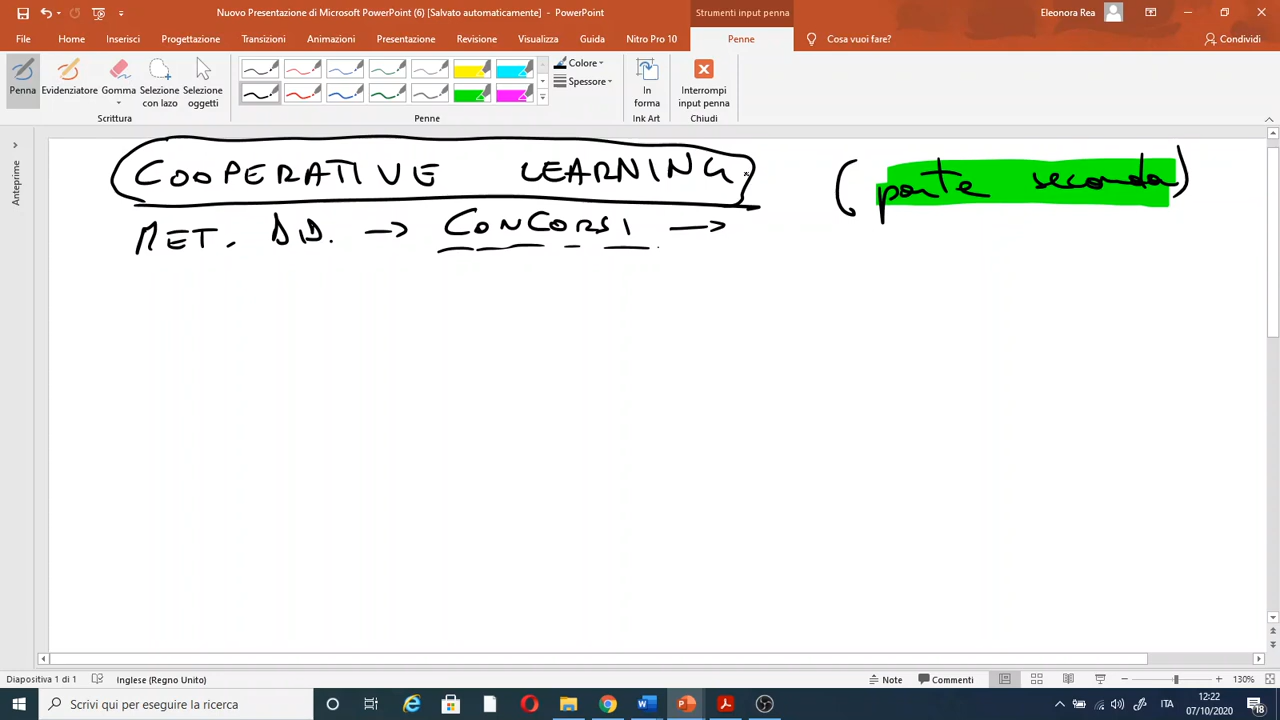 Nuovo Presentazione di Microsoft PowerPoint (6) [Salvato automaticamente] - PowerPoint
Strumenti input penna
Eleonora Rea
File Home Inserisci Progettazione Transizioni Animazioni Presentazione Revisione Visualizza Guida Nitro Pro 10 Penne Cosa vuoi fare? Condividi
Penna Evidenziatore Gomma Selezione con lazo Selezione oggetti
Scrittura
Penne
Colore
Spessore
In forma
Ink Art
Interrompi input penna
Chiudi
Anteprime
COOPERATIVE LEARNING (parte seconda)
MET. DID. → CONCORSI →
Diapositiva 1 di 1 Inglese (Regno Unito) Note Commenti 130%
Scrivi qui per eseguire la ricerca
ITA
12:22
07/10/2020
18